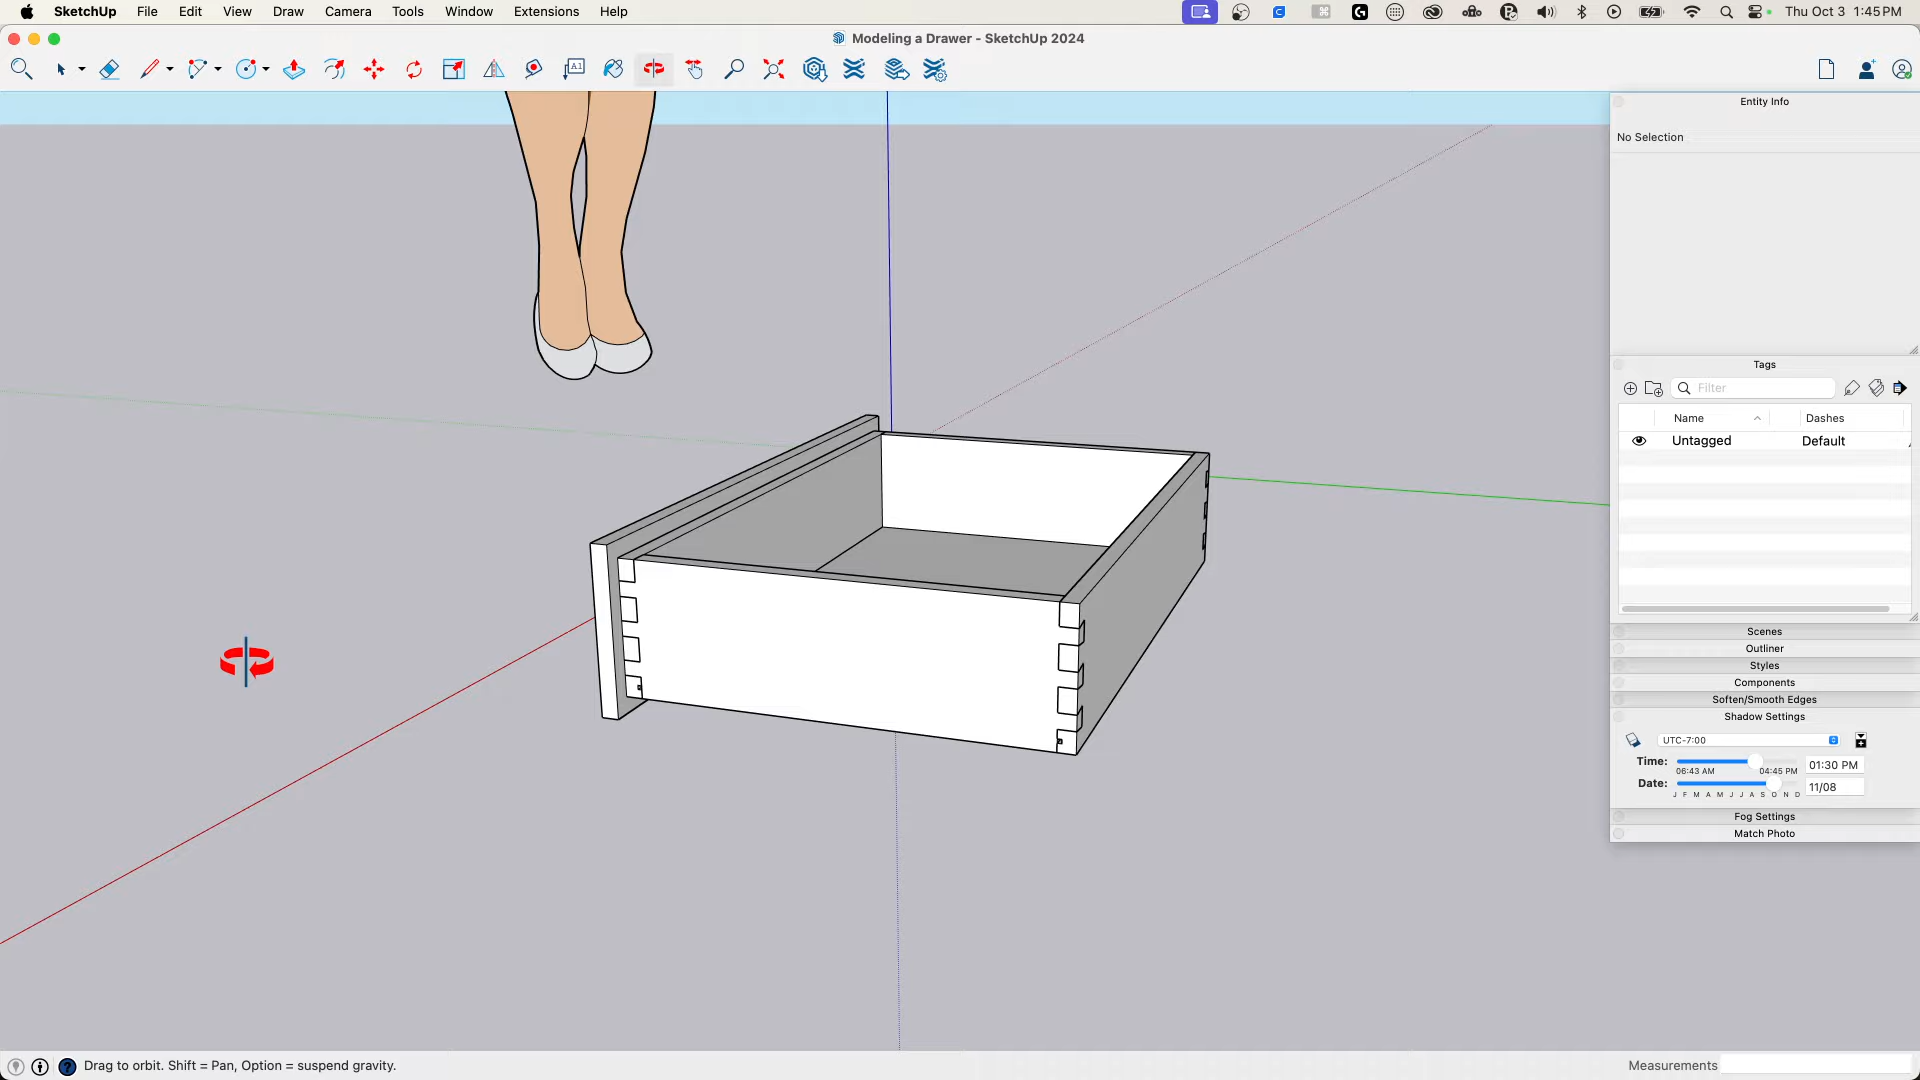 SketchUp File Edit View Draw Camera Tools Window Extensions Help Thu Oct 3 1:45 PM
Modeling a Drawer - SketchUp 2024
A1
Entity Info
No Selection
Tags
Filter
Name Dashes
Untagged Default
Scenes
Outliner
Styles
Components
Soften/Smooth Edges
Shadow Settings
UTC-7:00
Time: 01:30 PM
06:43 AM 04:45 PM
Date: 11/08
J F M A M J J A S O N D
Fog Settings
Match Photo
Drag to orbit. Shift = Pan, Option = suspend gravity.
Measurements